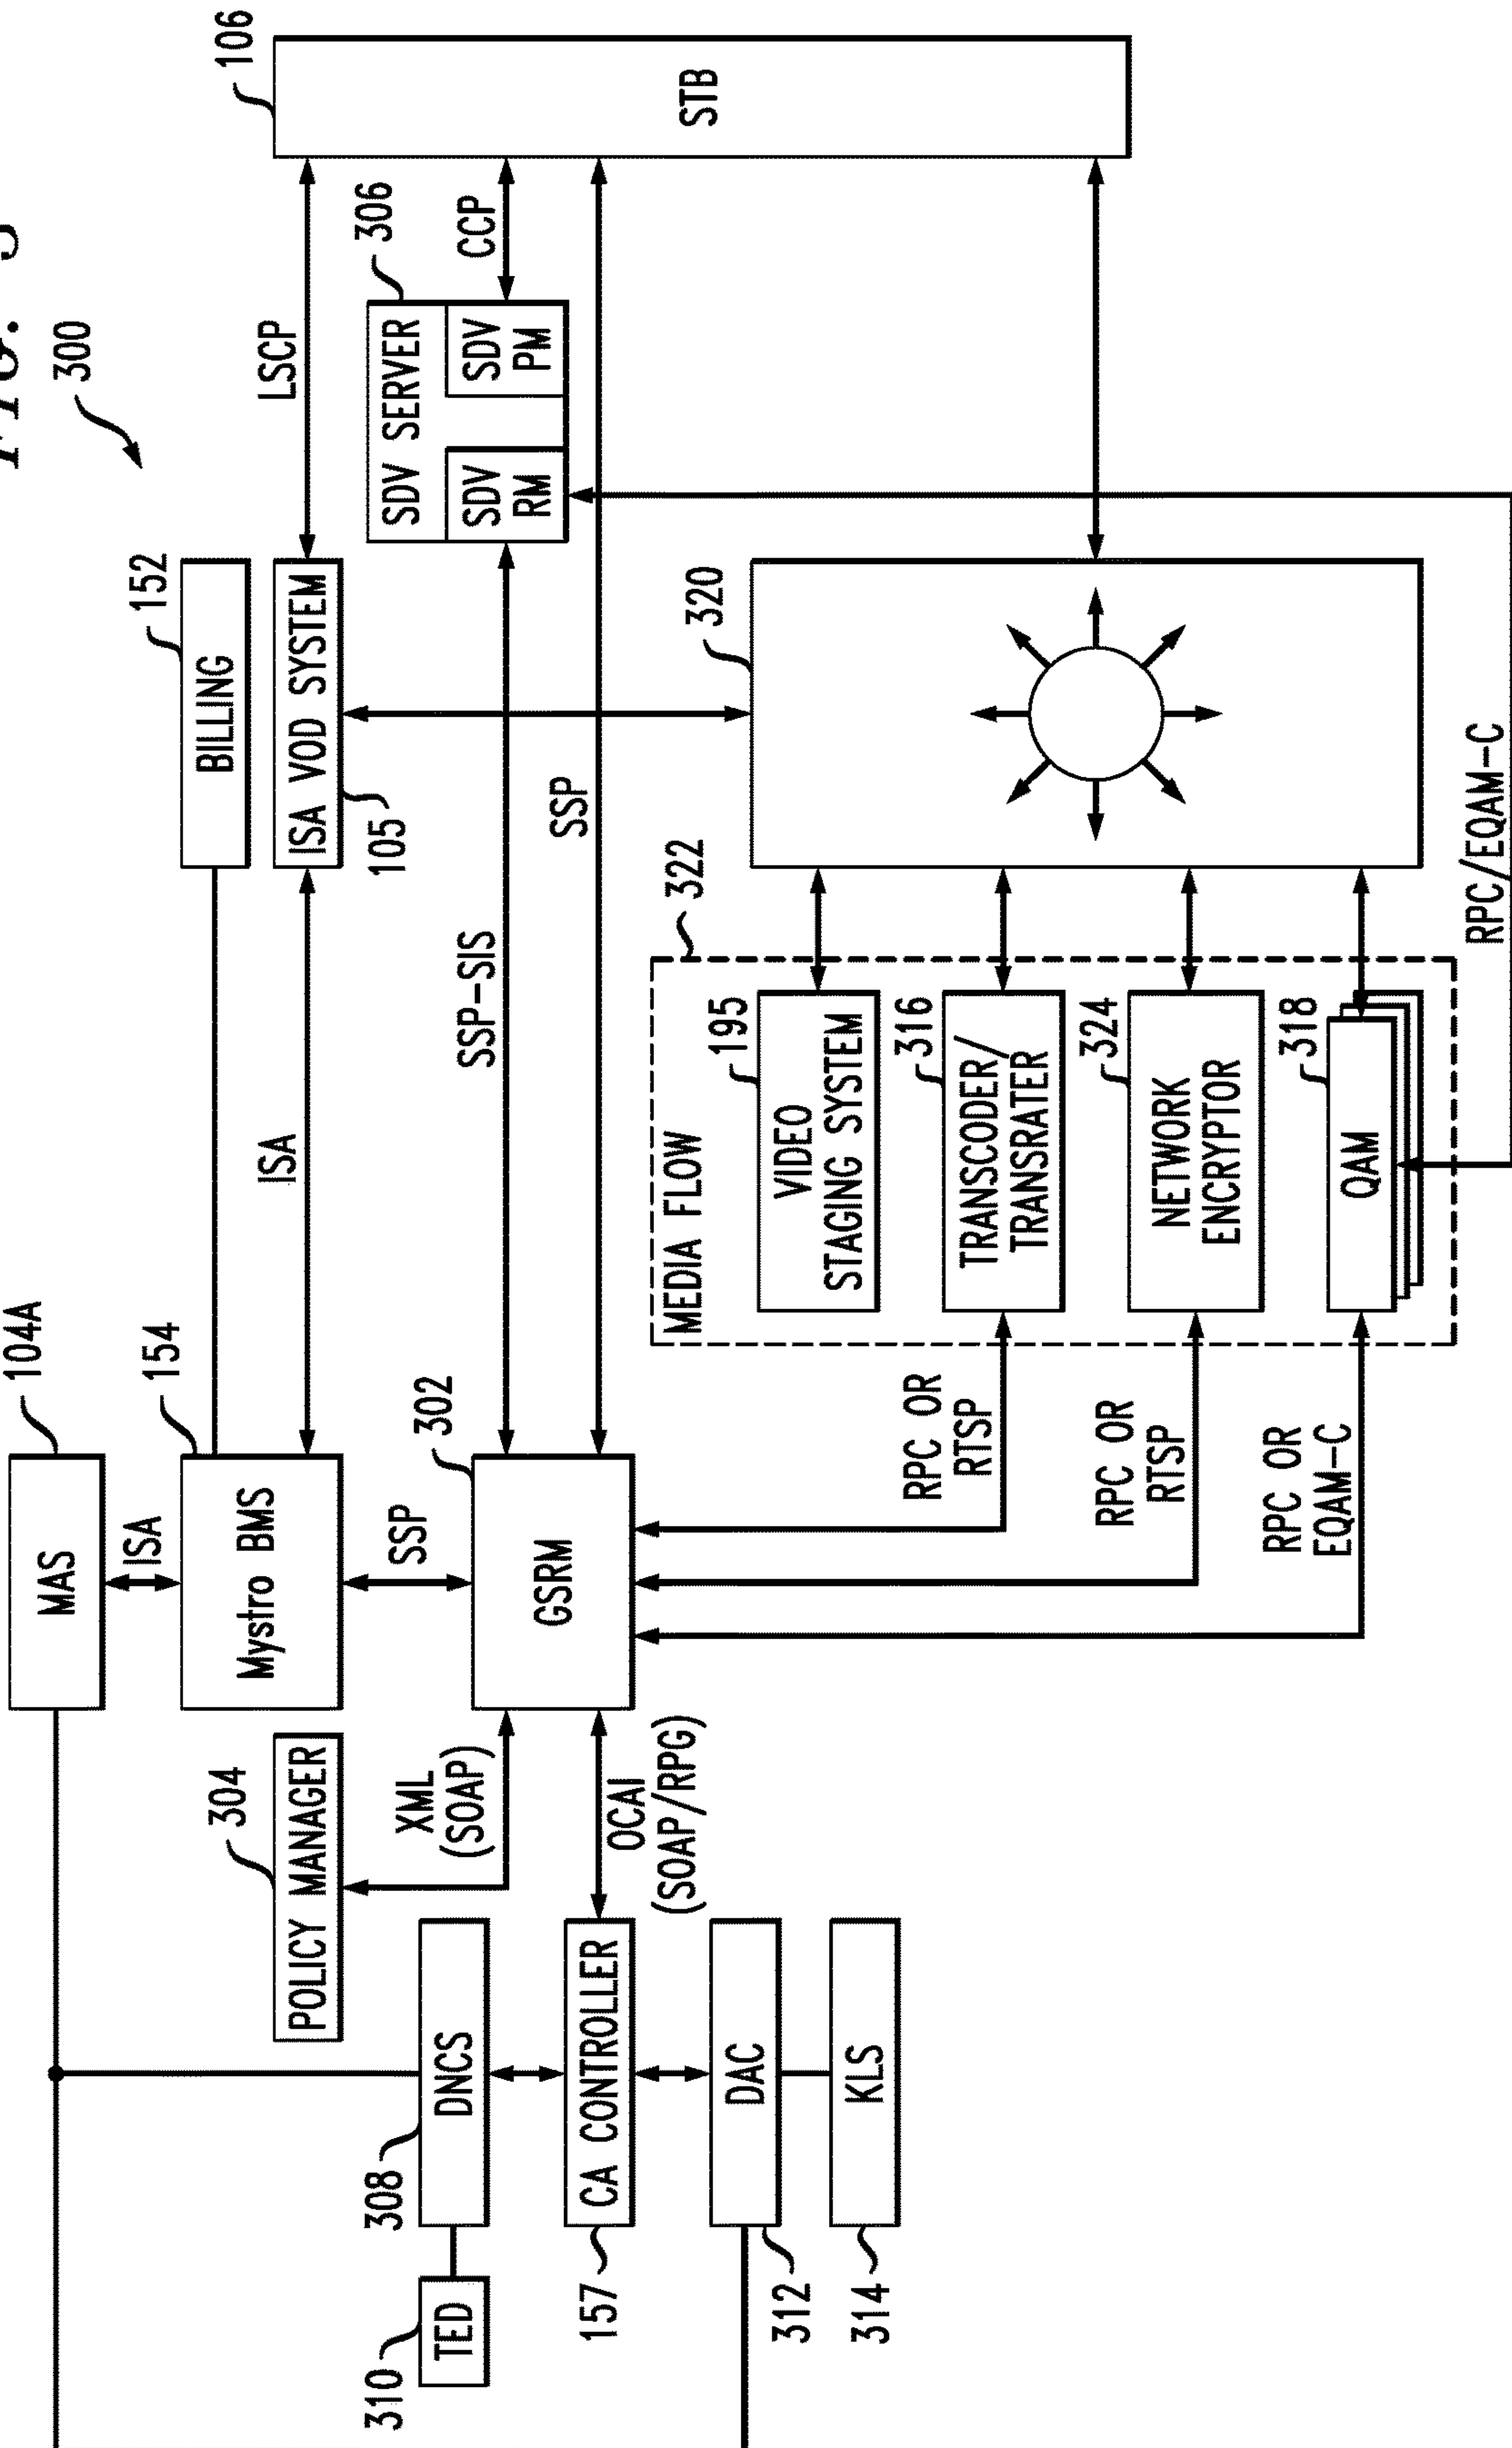 FIG. 3
300
104A
MAS
ISA
154
Mystro BMS
BILLING
152
ISA
ISA VOD SYSTEM
105
LSCP
106
STB
304
POLICY MANAGER
XML
(SOAP)
SSP
302
GSRM
SSP-SIS
SSP
306
SDV SERVER
SDV
RM
SDV
PM
CCP
310
TED
308
DNCS
157
CA CONTROLLER
OCAI
(SOAP/RPG)
312
DAC
314
KLS
322
MEDIA FLOW
195
VIDEO
STAGING SYSTEM
316
TRANSCODER/
TRANSRATER
324
NETWORK
ENCRYPTOR
318
QAM
320
RPC OR
RTSP
RPC OR
RTSP
RPC OR
EQAM-C
RPC/EQAM-C